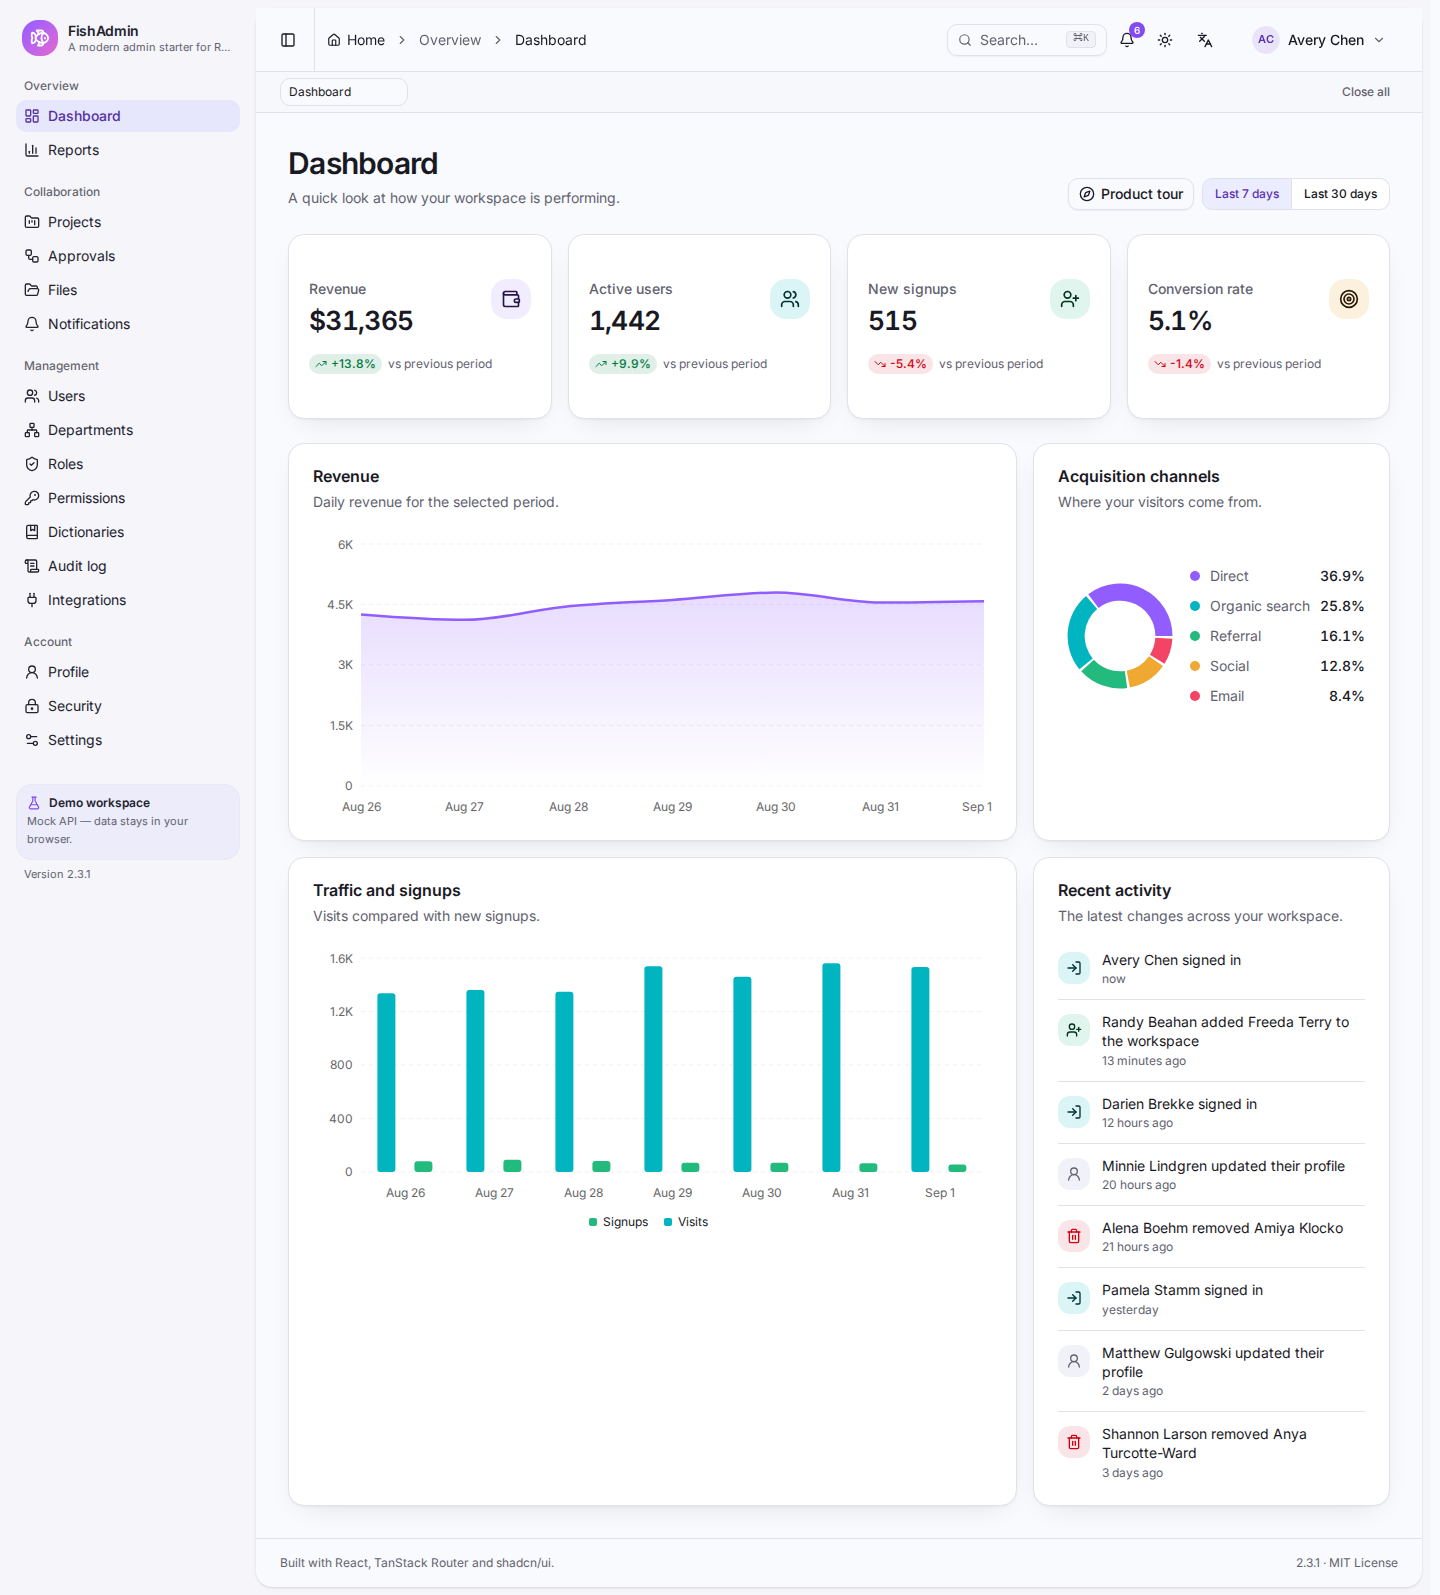 FishAdmin
A modern admin starter for R...
Overview
Dashboard
Reports
Collaboration
Projects
Approvals
Files
Notifications
Management
Users
Departments
Roles
Permissions
Dictionaries
Audit log
Integrations
Account
Profile
Security
Settings
Demo workspace
Mock API — data stays in your
browser.
Version 2.3.1
Home
Overview
Dashboard
Search...
⌘K
6
AC
Avery Chen
Dashboard
Close all
Dashboard
A quick look at how your workspace is performing.
Product tour
Last 7 days
Last 30 days
Revenue
$31,365
+13.8% vs previous period
Active users
1,442
+9.9% vs previous period
New signups
515
-5.4% vs previous period
Conversion rate
5.1%
-1.4% vs previous period
Revenue
Daily revenue for the selected period.
6K
4.5K
3K
1.5K
0
Aug 26 Aug 27 Aug 28 Aug 29 Aug 30 Aug 31 Sep 1
Acquisition channels
Where your visitors come from.
Direct 36.9%
Organic search 25.8%
Referral 16.1%
Social 12.8%
Email 8.4%
Traffic and signups
Visits compared with new signups.
1.6K
1.2K
800
400
0
Aug 26 Aug 27 Aug 28 Aug 29 Aug 30 Aug 31 Sep 1
Signups Visits
Recent activity
The latest changes across your workspace.
Avery Chen signed in
now
Randy Beahan added Freeda Terry to
the workspace
13 minutes ago
Darien Brekke signed in
12 hours ago
Minnie Lindgren updated their profile
20 hours ago
Alena Boehm removed Amiya Klocko
21 hours ago
Pamela Stamm signed in
yesterday
Matthew Gulgowski updated their
profile
2 days ago
Shannon Larson removed Anya
Turcotte-Ward
3 days ago
Built with React, TanStack Router and shadcn/ui.
2.3.1 · MIT License